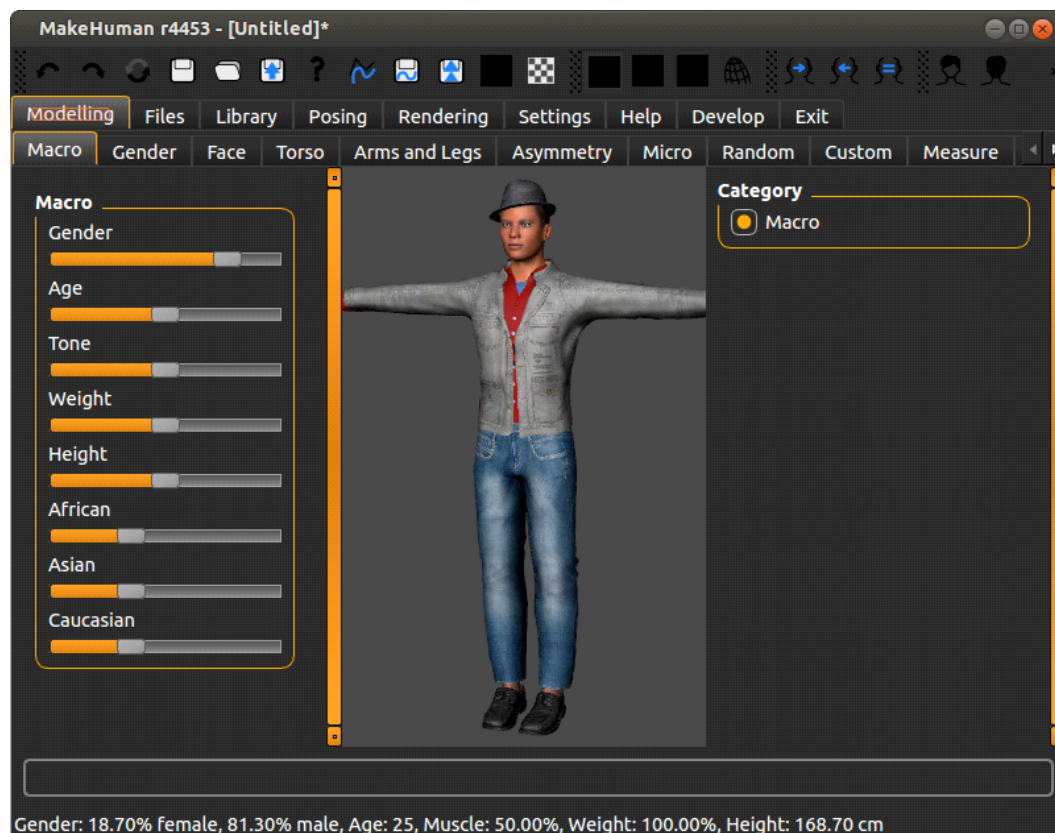 MakeHuman r4453 - [Untitled]*
Modelling Files Library Posing Rendering Settings Help Develop Exit
Macro Gender Face Torso Arms and Legs Asymmetry Micro Random Custom Measure
Macro
Gender
Age
Tone
Weight
Height
African
Asian
Caucasian
Category
Macro
Gender: 18.70% female, 81.30% male, Age: 25, Muscle: 50.00%, Weight: 100.00%, Height: 168.70 cm